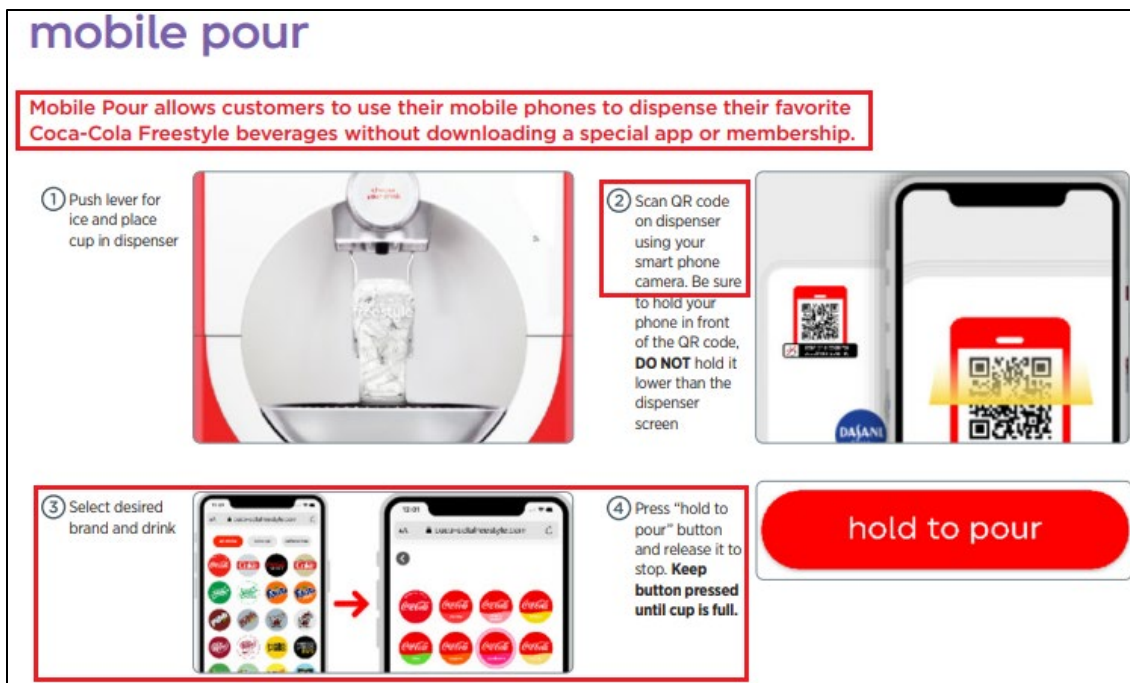 mobile pour
Mobile Pour allows customers to use their mobile phones to dispense their favorite
Coca-Cola Freestyle beverages without downloading a special app or membership.
1 Push lever for
ice and place
cup in dispenser
2 Scan QR code
on dispenser
using your
smart phone
camera. Be sure
to hold your
phone in front
of the QR code,
DO NOT hold it
lower than the
dispenser
screen
DASANI
3 Select desired
brand and drink
12:01
coca-colafreestyle.com
4 Press “hold to
pour” button
and release it to
stop. Keep
button pressed
until cup is full.
hold to pour